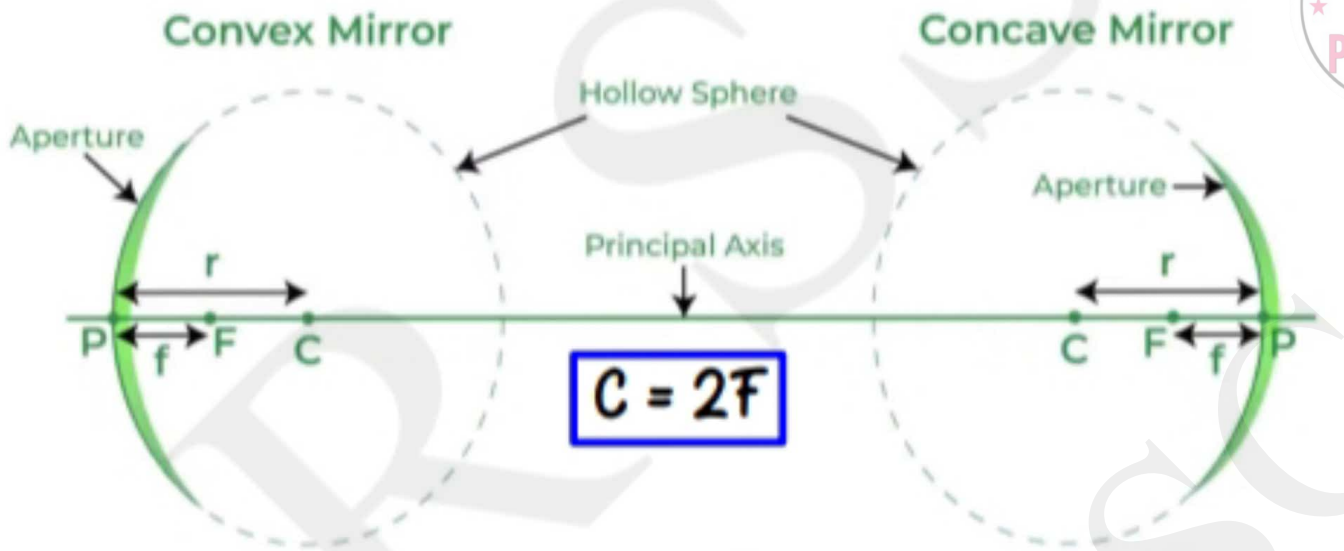 Convex Mirror
Concave Mirror
Hollow Sphere
Aperture
Aperture
Principal Axis
r
r
P
f
F
C
C
F
f
P
C = 2F